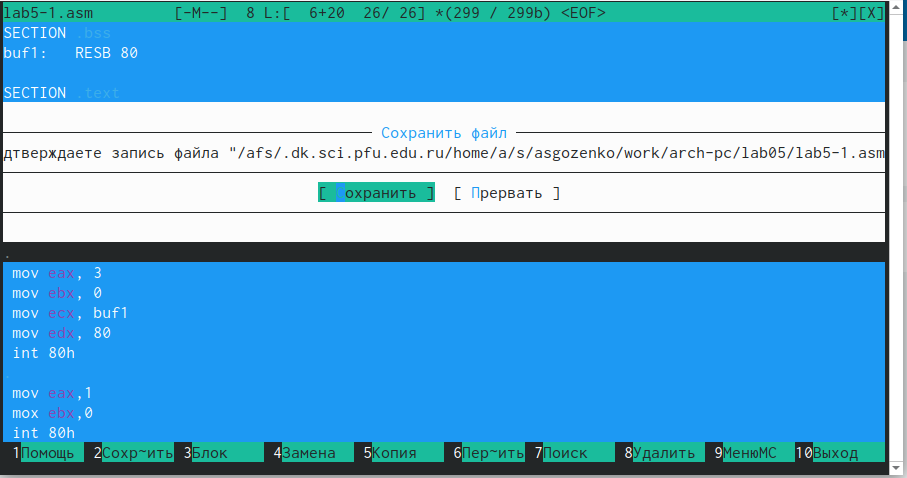 lab5-1.asm [-M--] 8 L:[ 6+20 26/ 26] *(299 / 299b) <EOF> [*][X]
SECTION .bss
buf1: RESB 80
SECTION .text
Сохранить файл
дтверждаете запись файла "/afs/.dk.sci.pfu.edu.ru/home/a/s/asgozenko/work/arch-pc/lab05/lab5-1.asm
[ Сохранить ] [ Прервать ]
mov eax, 3
mov ebx, 0
mov ecx, buf1
mov edx, 80
int 80h
mov eax,1
mox ebx,0
int 80h
1Помощь 2Сохр~ить 3Блок 4Замена 5Копия 6Пер~ить 7Поиск 8Удалить 9МенюMC 10Выход